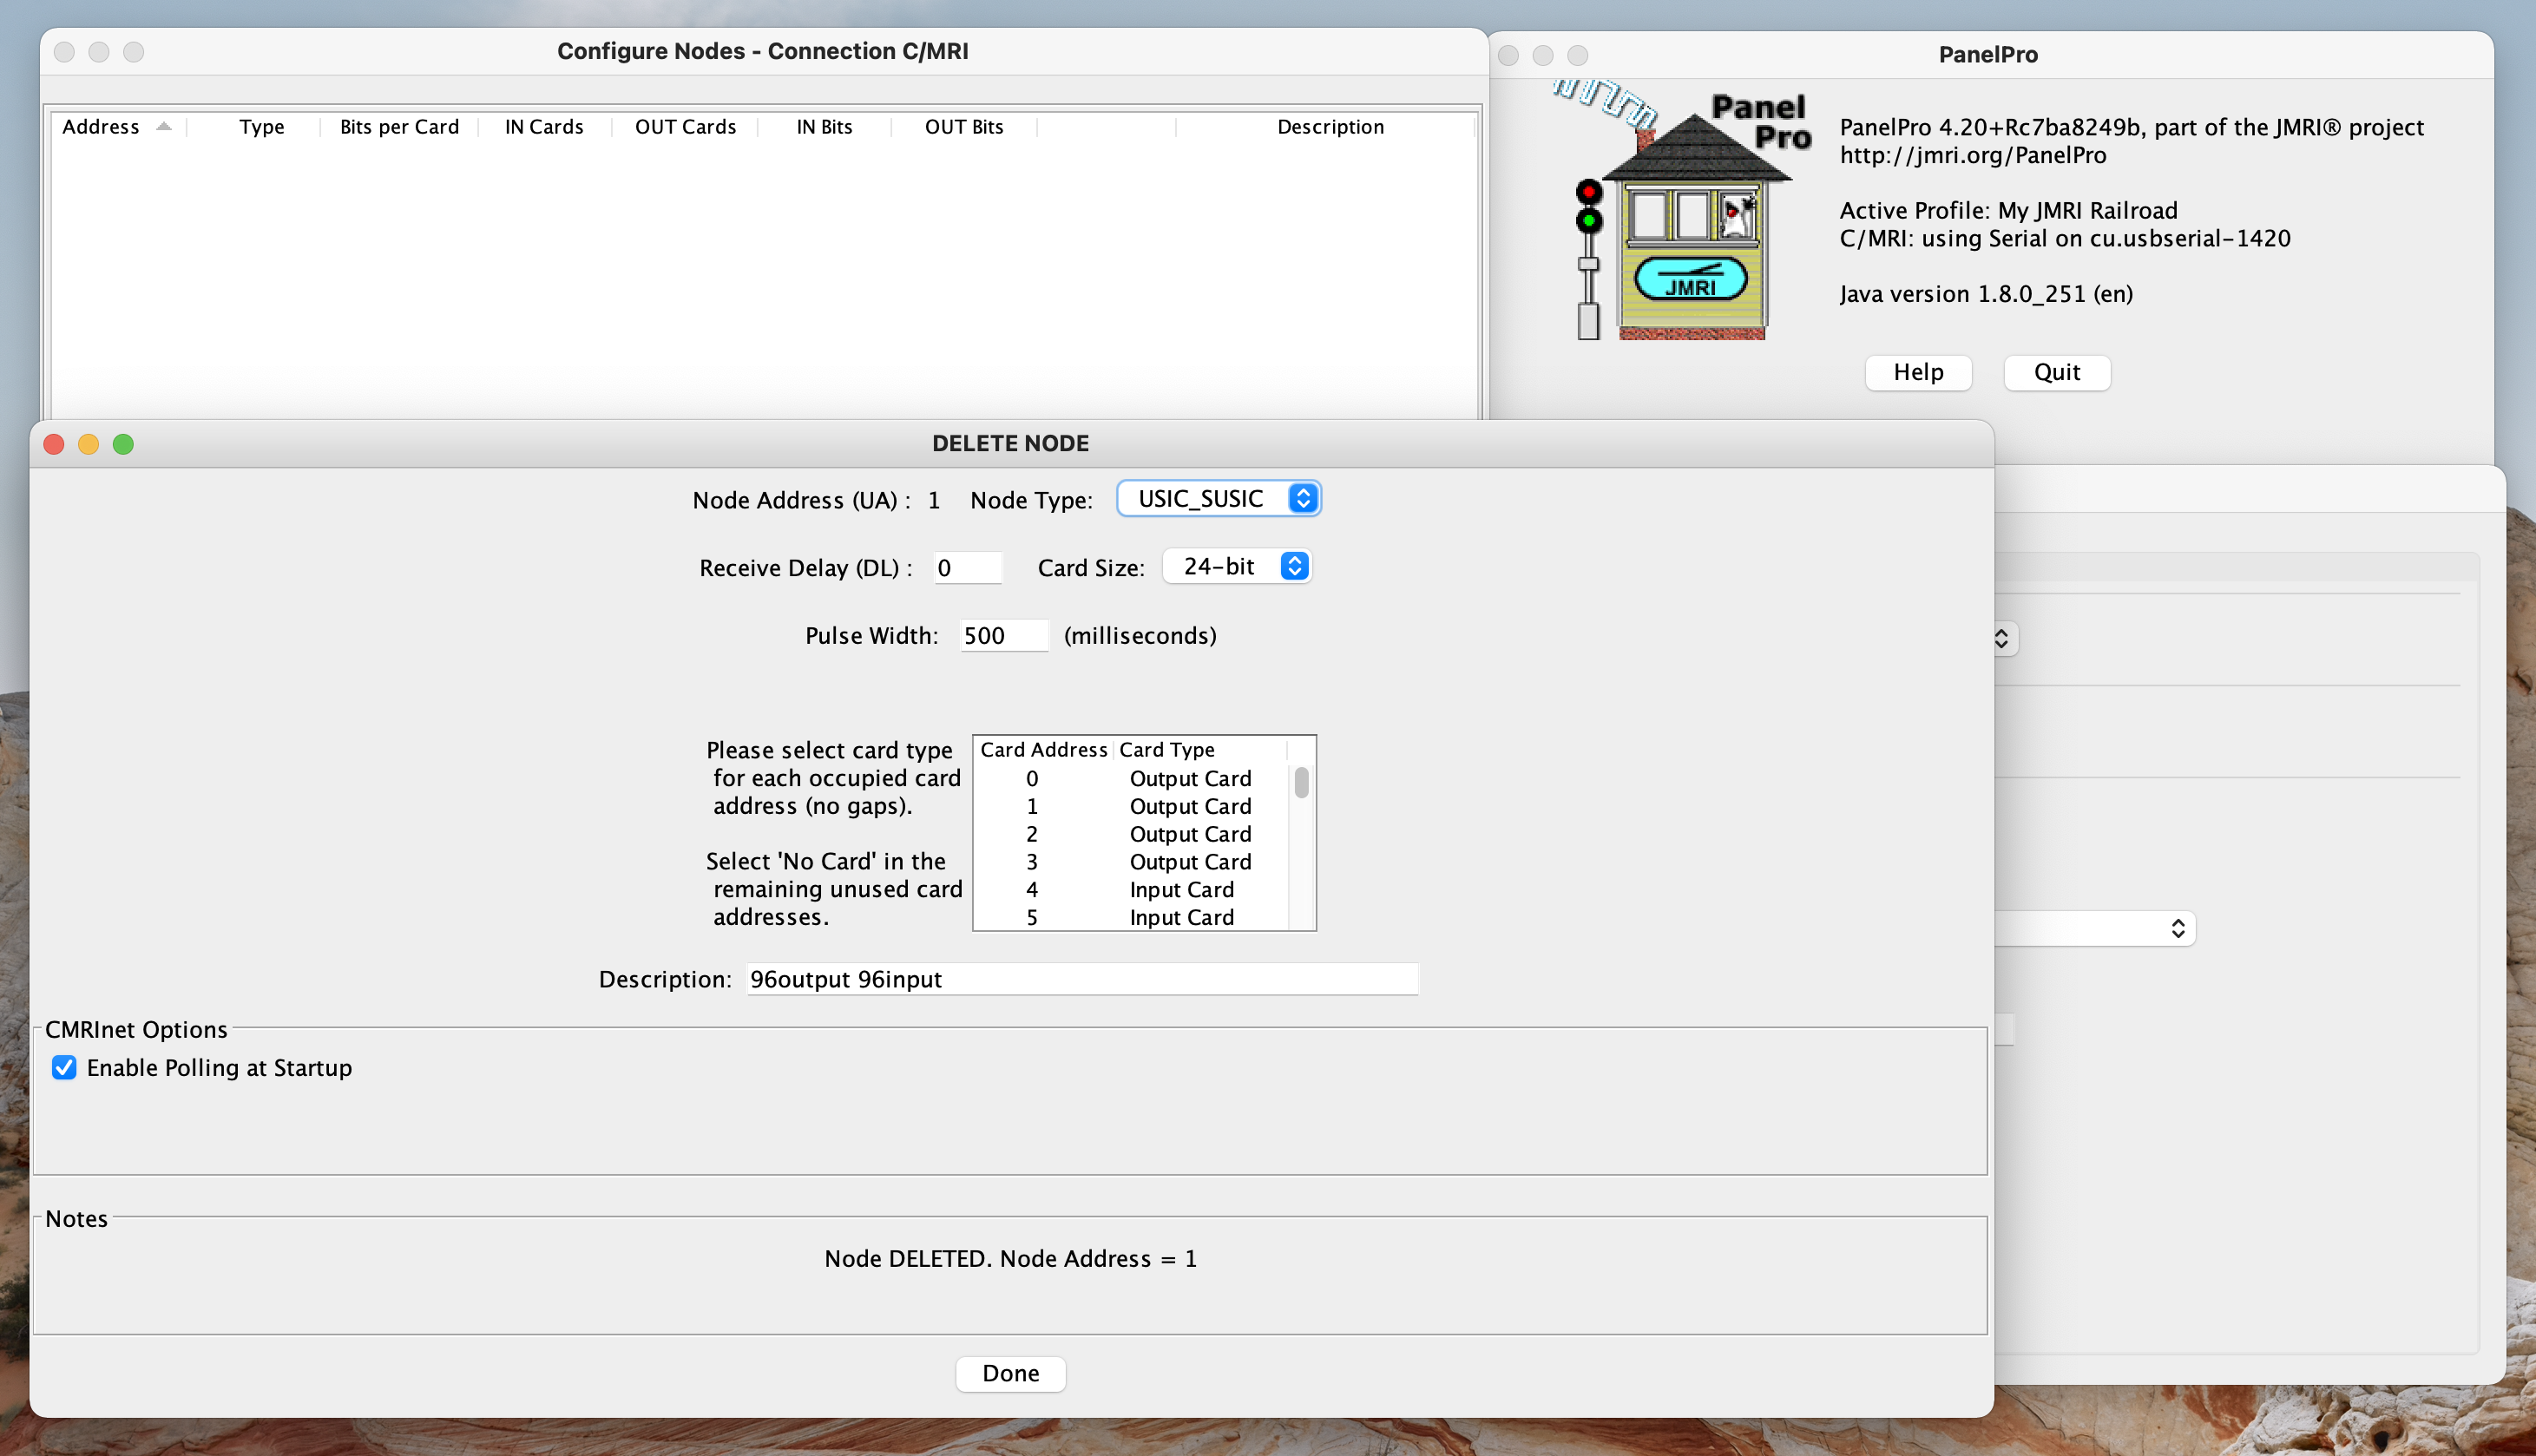 Configure Nodes - Connection C/MRI
Address Type Bits per Card IN Cards OUT Cards IN Bits OUT Bits Description
PanelPro
Panel
Pro
JMRI
PanelPro 4.20+Rc7ba8249b, part of the JMRI® project
http://jmri.org/PanelPro
Active Profile: My JMRI Railroad
C/MRI: using Serial on cu.usbserial-1420
Java version 1.8.0_251 (en)
Help Quit
DELETE NODE
Node Address (UA) : 1 Node Type: USIC_SUSIC
Receive Delay (DL) : 0 Card Size: 24-bit
Pulse Width: 500 (milliseconds)
Please select card type
for each occupied card
address (no gaps).
Select 'No Card' in the
remaining unused card
addresses.
Card Address Card Type
0 Output Card
1 Output Card
2 Output Card
3 Output Card
4 Input Card
5 Input Card
Description: 96output 96input
CMRInet Options
Enable Polling at Startup
Notes
Node DELETED. Node Address = 1
Done